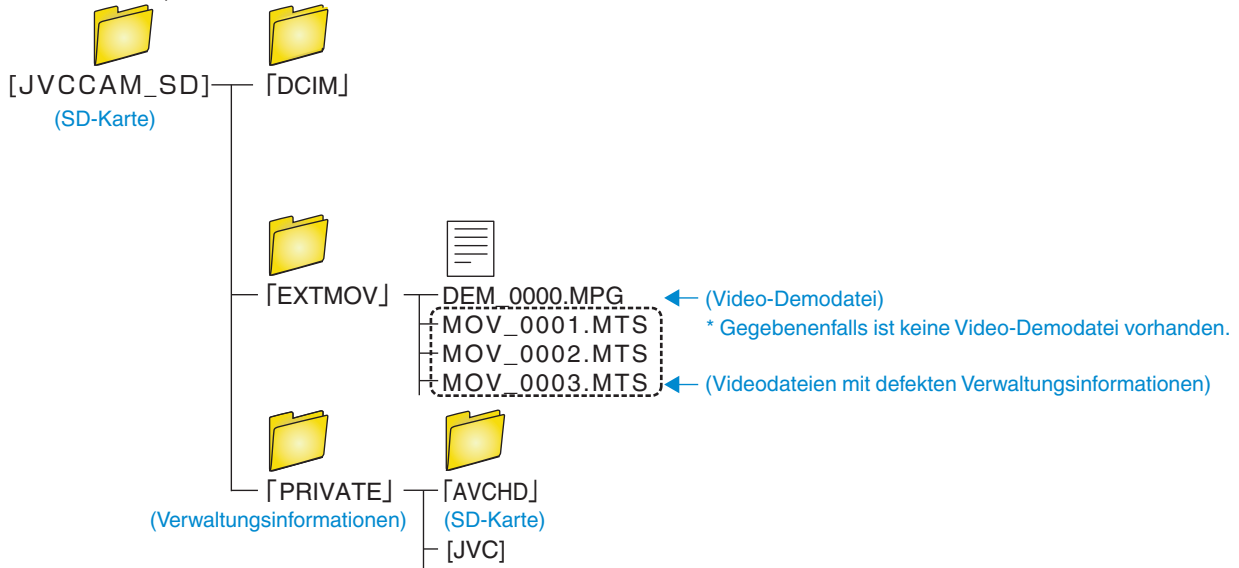 [JVCCAM_SD]
「DCIM」
(SD-Karte)
「EXTMOV」
DEM_0000.MPG
(Video-Demodatei)
MOV_0001.MTS
* Gegebenenfalls ist keine Video-Demodatei vorhanden.
MOV_0002.MTS
MOV_0003.MTS
(Videodateien mit defekten Verwaltungsinformationen)
「PRIVATE」
「AVCHD」
(Verwaltungsinformationen)
(SD-Karte)
[JVC]